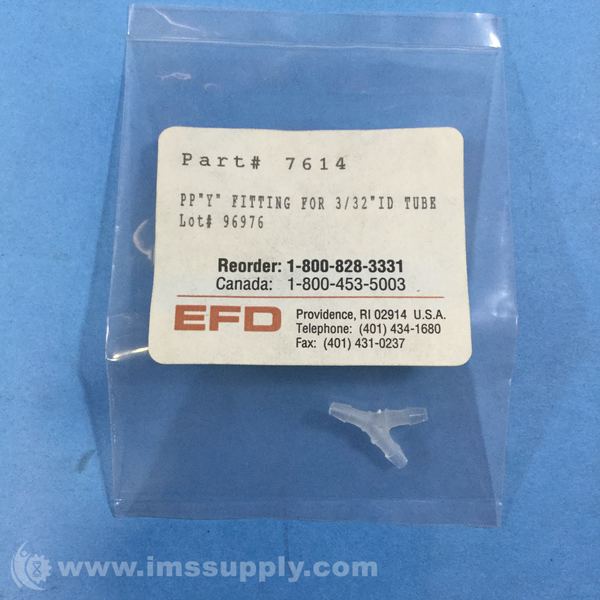 Part# 7614
PP"Y" FITTING FOR 3/32"ID TUBE
Lot# 96976
Reorder: 1-800-828-3331
Canada: 1-800-453-5003
EFD
Providence, RI 02914 U.S.A.
Telephone: (401) 434-1680
Fax: (401) 431-0237
www.imssupply.com